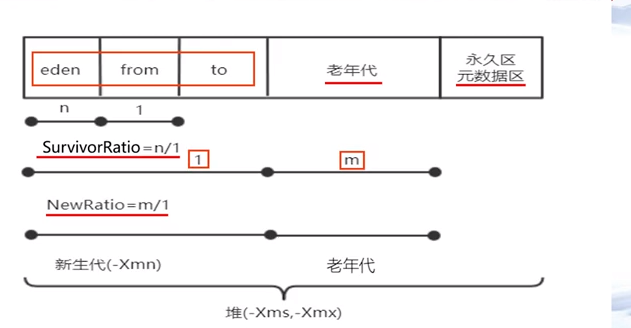 eden from to 老年代 永久区
元数据区
n 1
SurvivorRatio=n/1
1 m
NewRatio=m/1
新生代(-Xmn) 老年代
堆(-Xms,-Xmx)